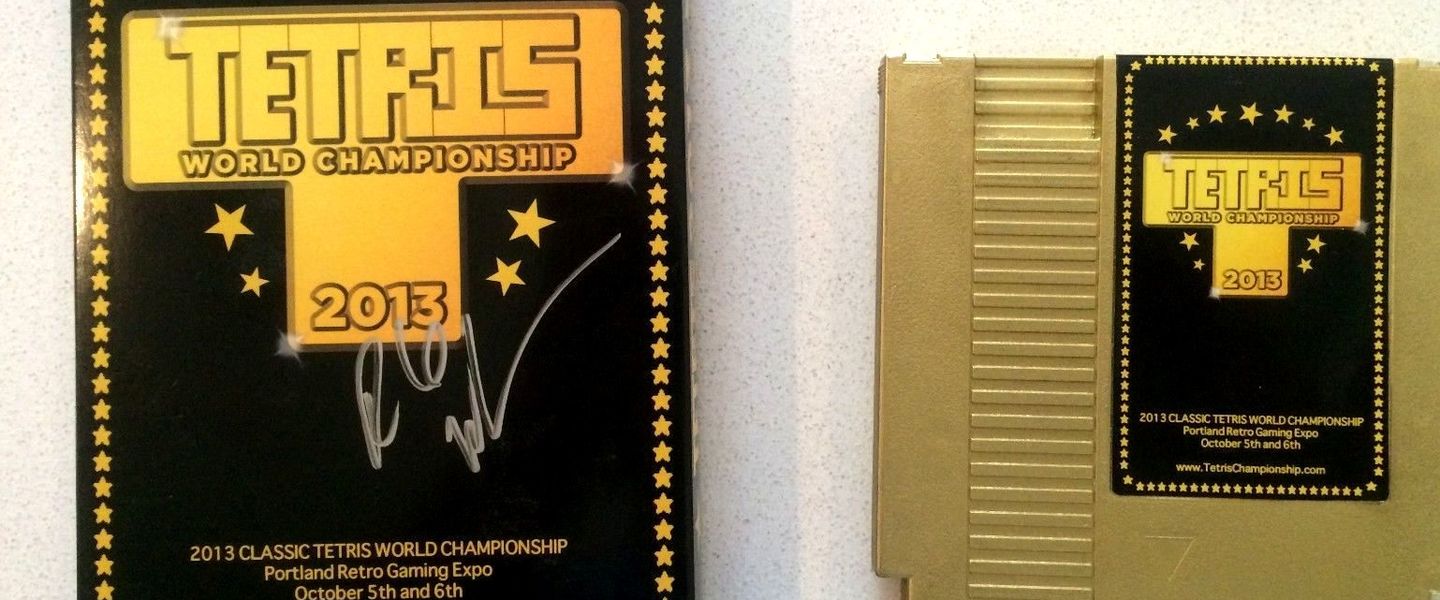 TETRIS
WORLD CHAMPIONSHIP
2013
2013 CLASSIC TETRIS WORLD CHAMPIONSHIP
Portland Retro Gaming Expo
October 5th and 6th
TETRIS
WORLD CHAMPIONSHIP
2013
2013 CLASSIC TETRIS WORLD CHAMPIONSHIP
Portland Retro Gaming Expo
October 5th and 6th
www.TetrisChampionship.com
7